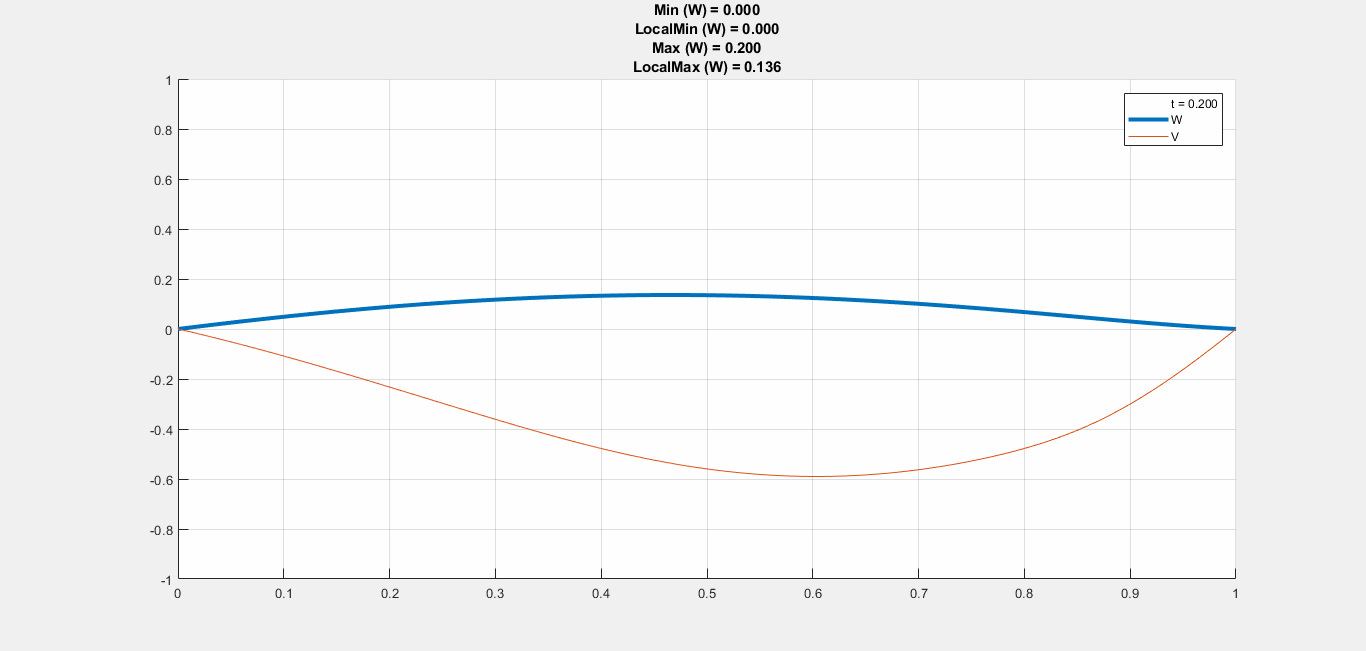 Min (W) = 0.000
LocalMin (W) = 0.000
Max (W) = 0.200
LocalMax (W) = 0.136
t = 0.200
W
V
1
0.8
0.6
0.4
0.2
0
-0.2
-0.4
-0.6
-0.8
-1
0 0.1 0.2 0.3 0.4 0.5 0.6 0.7 0.8 0.9 1